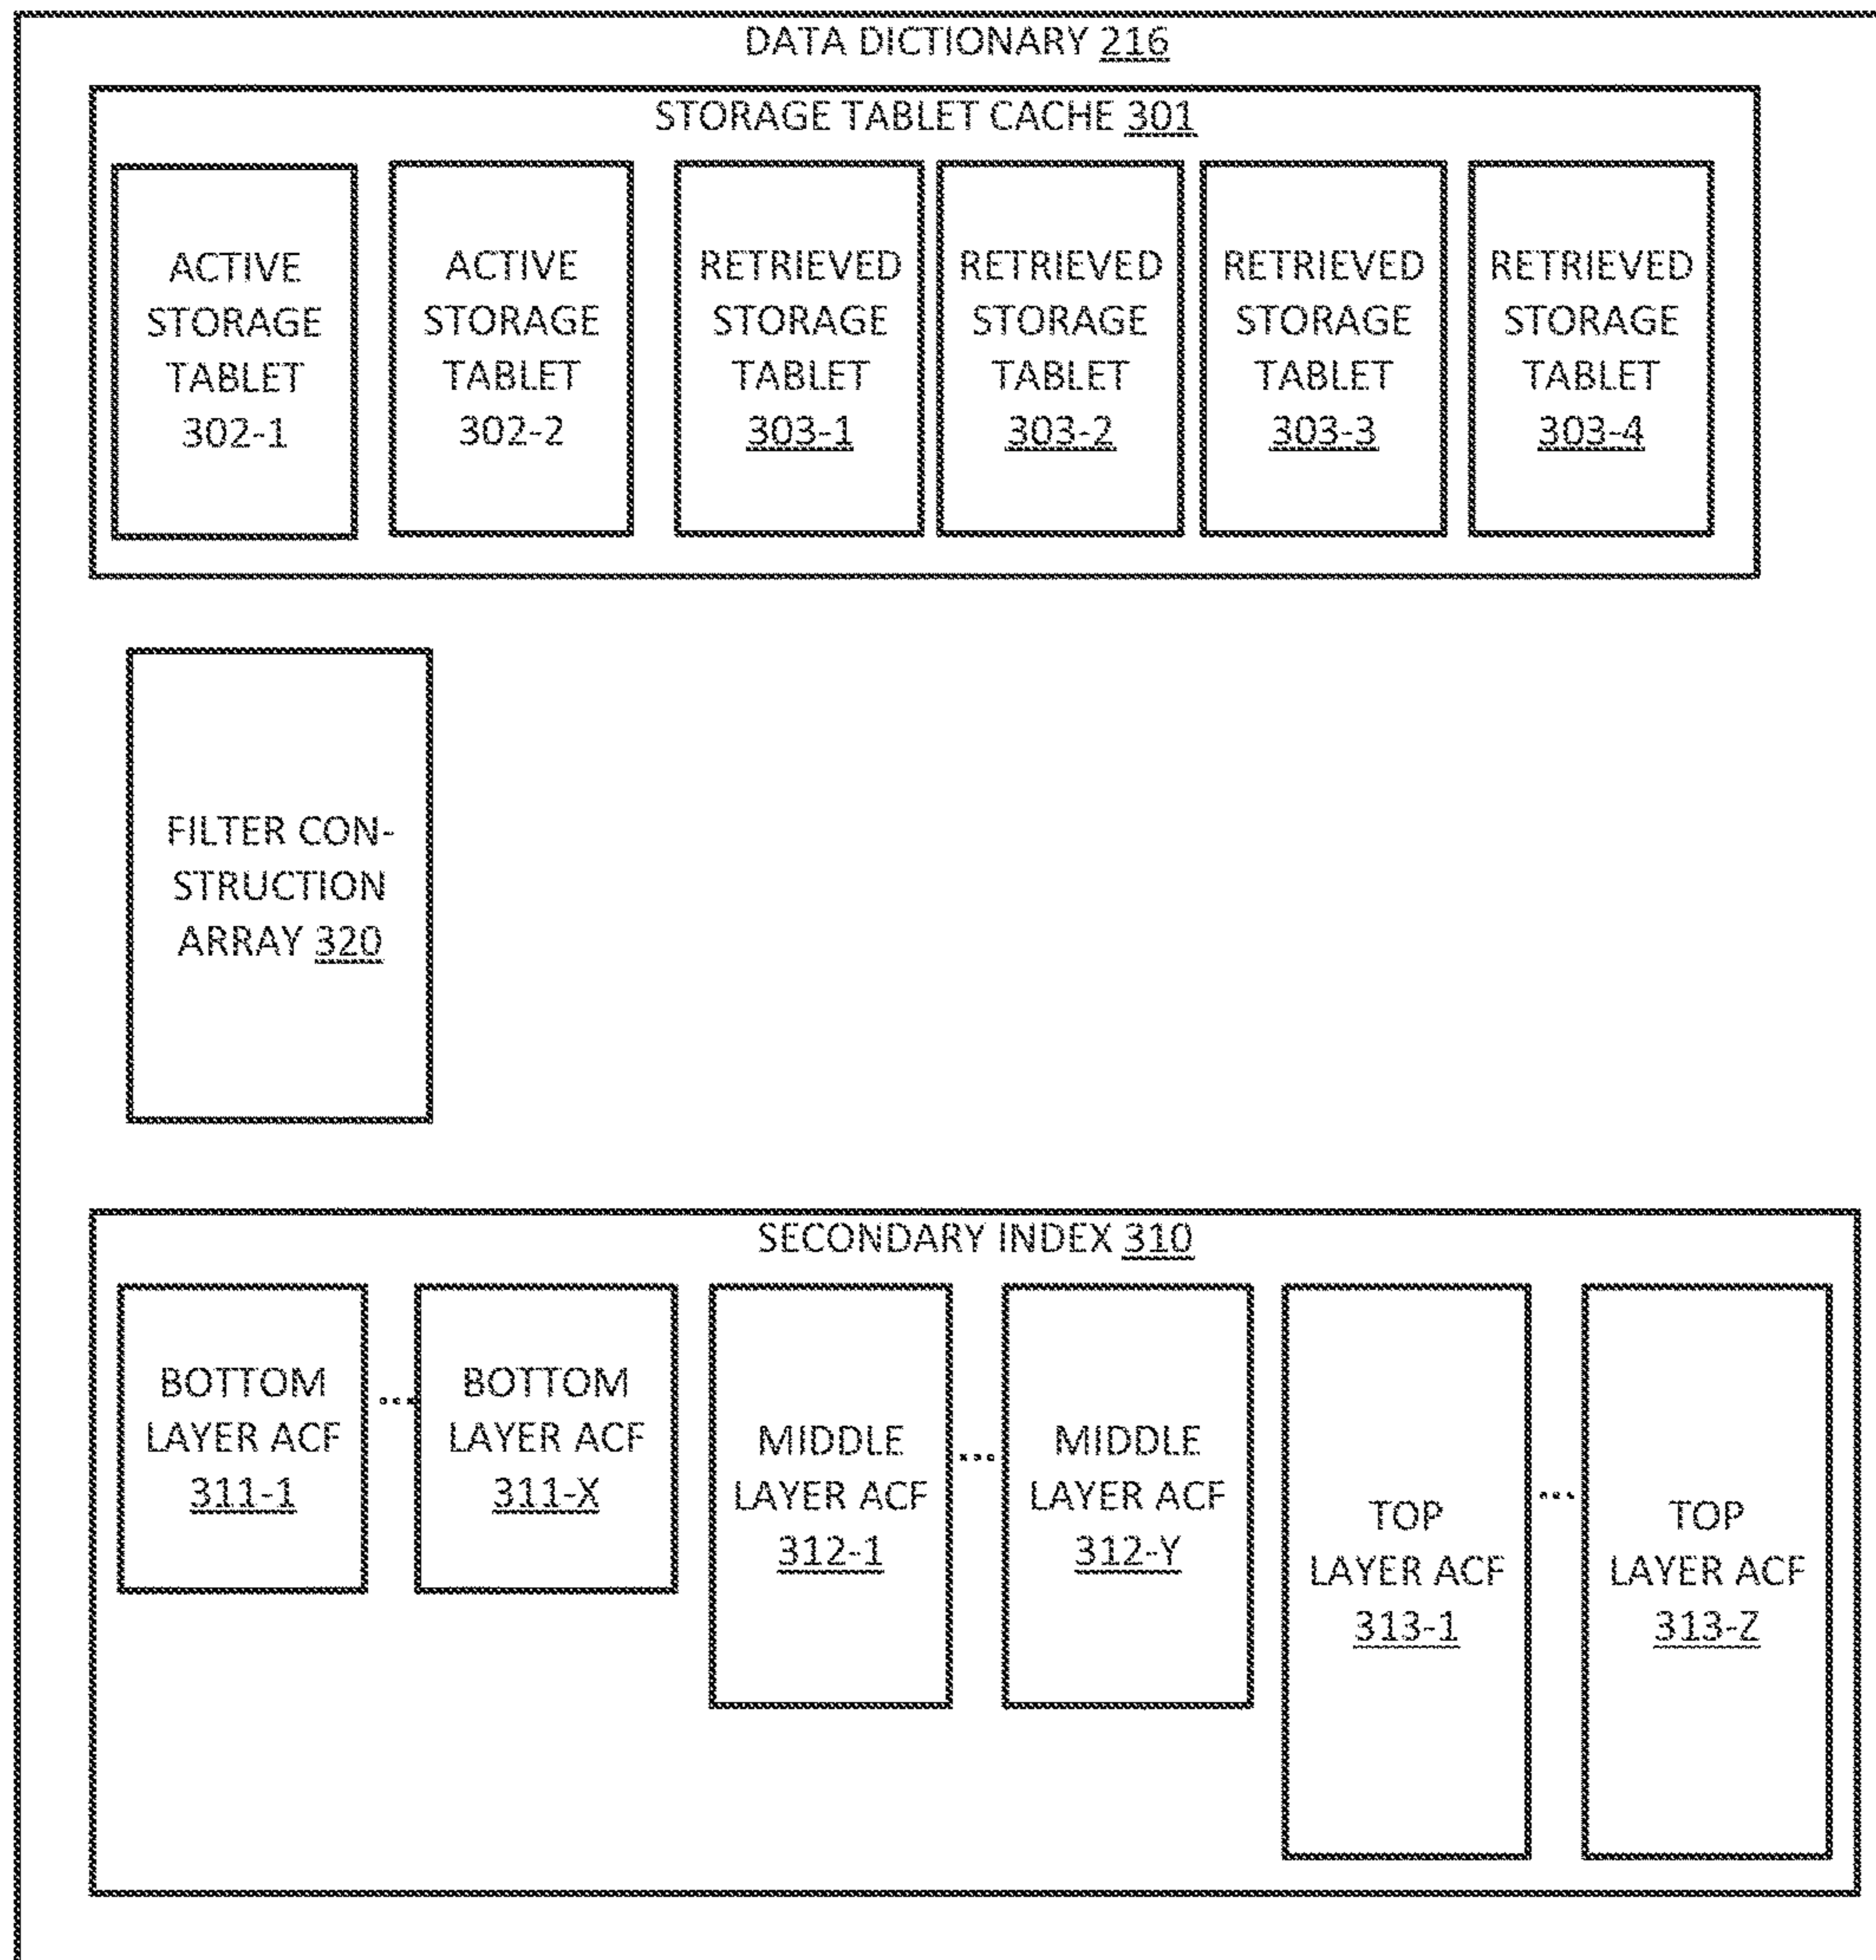 DATA DICTIONARY 216
STORAGE TABLET CACHE 301
ACTIVE
STORAGE
TABLET
302-1
ACTIVE
STORAGE
TABLET
302-2
RETRIEVED
STORAGE
TABLET
303-1
RETRIEVED
STORAGE
TABLET
303-2
RETRIEVED
STORAGE
TABLET
303-3
RETRIEVED
STORAGE
TABLET
303-4
FILTER CON-
STRUCTION
ARRAY 320
SECONDARY INDEX 310
BOTTOM
LAYER ACF
311-1
...
BOTTOM
LAYER ACF
311-X
MIDDLE
LAYER ACF
312-1
...
MIDDLE
LAYER ACF
312-Y
TOP
LAYER ACF
313-1
...
TOP
LAYER ACF
313-Z